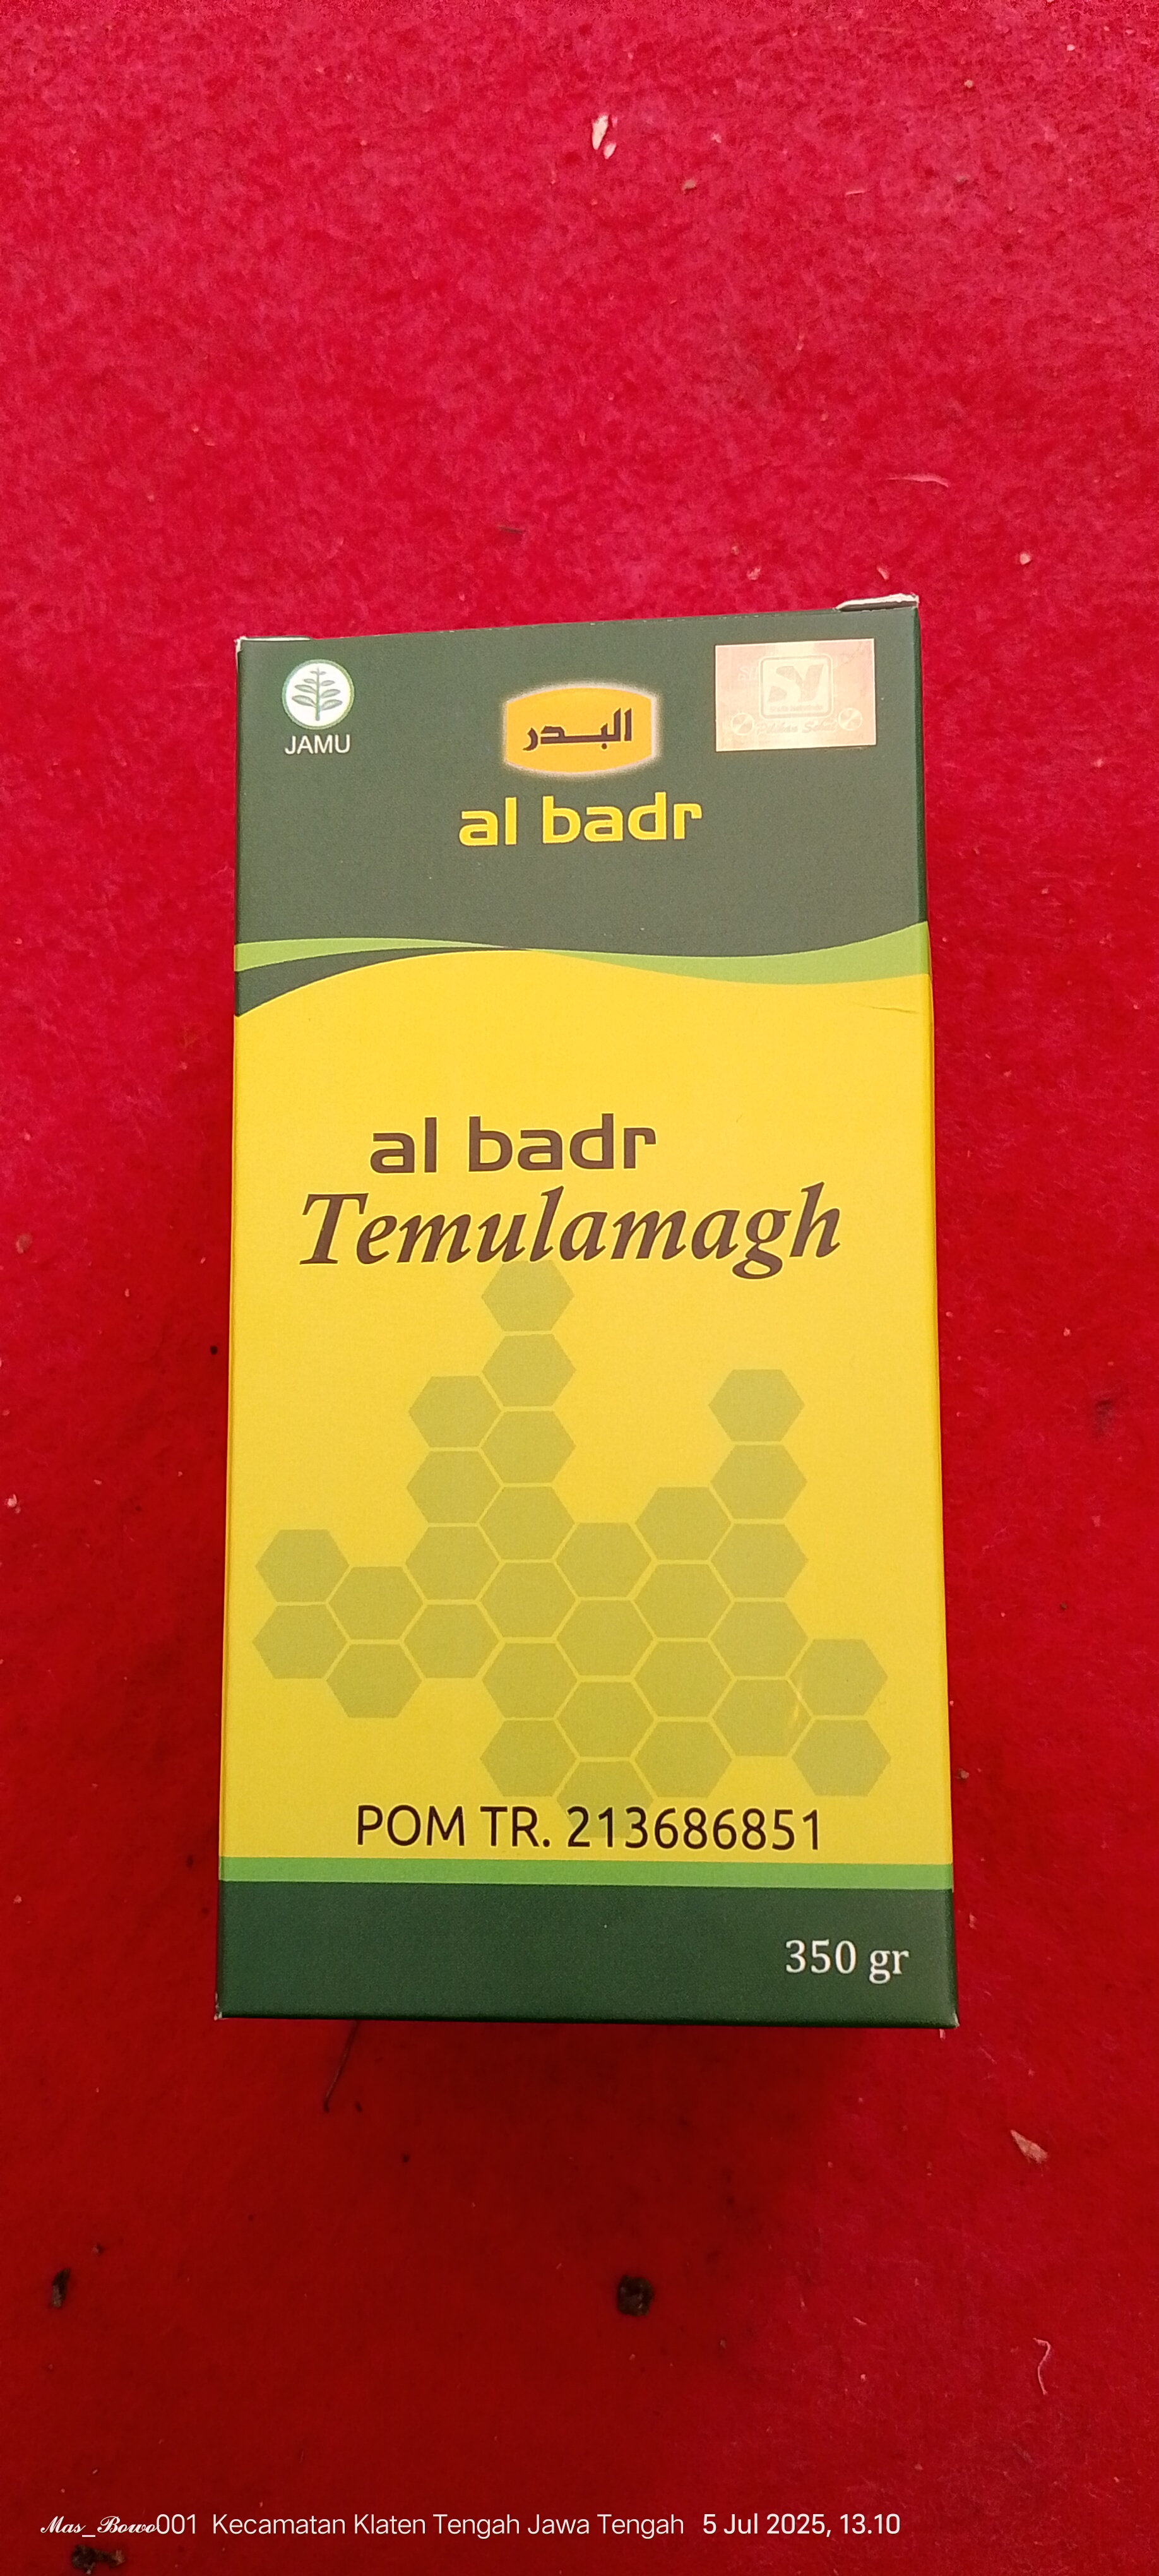 JAMU
البدر
al badr
SY
al badr
Temulamagh
POM TR. 213686851
350 gr
Mas_Bowo001 Kecamatan Klaten Tengah Jawa Tengah 5 Jul 2025, 13.10